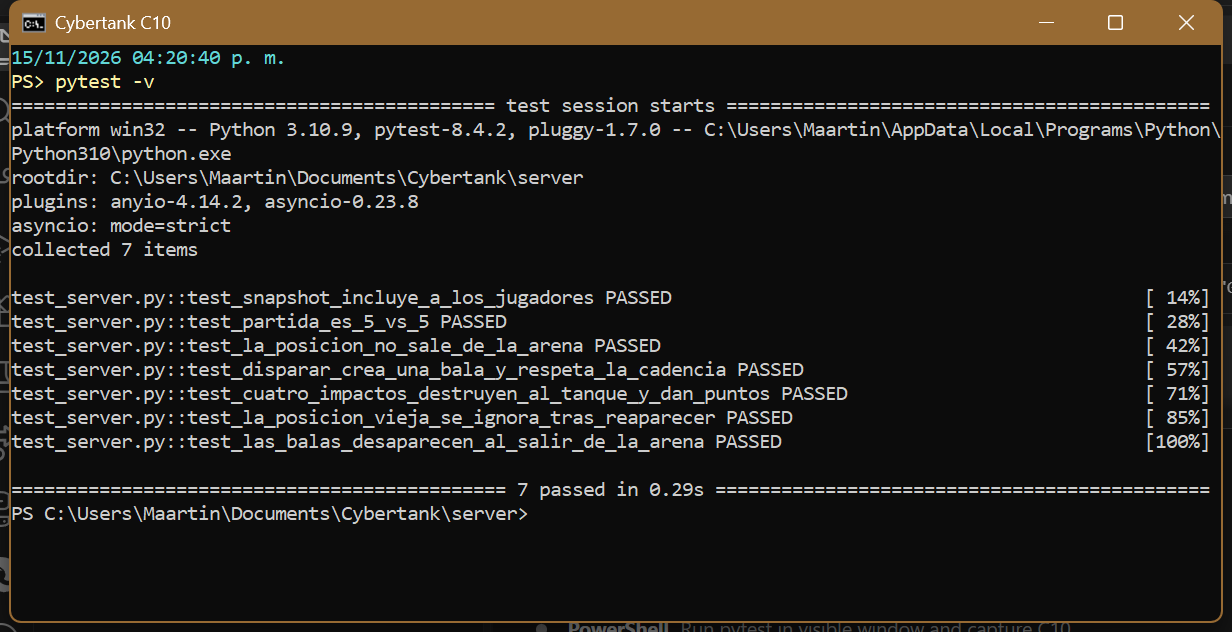 Cybertank C10
15/11/2026 04:20:40 p. m.
PS> pytest -v
============================================ test session starts ============================================
platform win32 -- Python 3.10.9, pytest-8.4.2, pluggy-1.7.0 -- C:\Users\Maartin\AppData\Local\Programs\Python\
Python310\python.exe
rootdir: C:\Users\Maartin\Documents\Cybertank\server
plugins: anyio-4.14.2, asyncio-0.23.8
asyncio: mode=strict
collected 7 items
test_server.py::test_snapshot_incluye_a_los_jugadores PASSED [ 14%]
test_server.py::test_partida_es_5_vs_5 PASSED [ 28%]
test_server.py::test_la_posicion_no_sale_de_la_arena PASSED [ 42%]
test_server.py::test_disparar_crea_una_bala_y_respeta_la_cadencia PASSED [ 57%]
test_server.py::test_cuatro_impactos_destruyen_al_tanque_y_dan_puntos PASSED [ 71%]
test_server.py::test_la_posicion_vieja_se_ignora_tras_reaparecer PASSED [ 85%]
test_server.py::test_las_balas_desaparecen_al_salir_de_la_arena PASSED [100%]
============================================= 7 passed in 0.29s =============================================
PS C:\Users\Maartin\Documents\Cybertank\server>
PowerShell Run pytest in visible window and capture C10